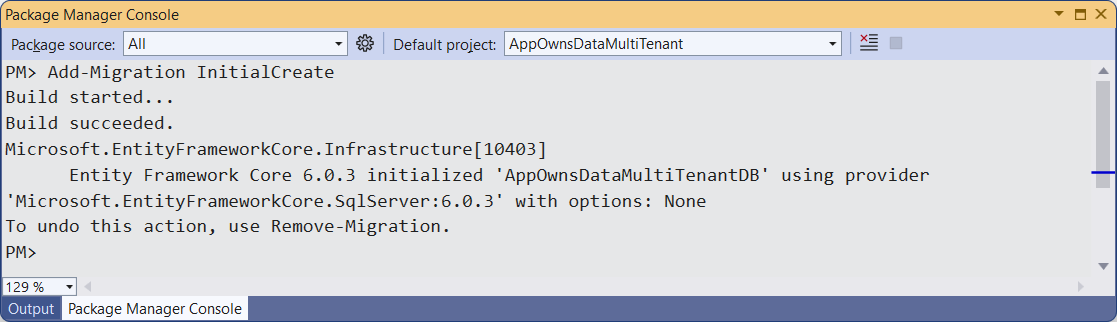 Package Manager Console
Package source: All Default project: AppOwnsDataMultiTenant
PM> Add-Migration InitialCreate
Build started...
Build succeeded.
Microsoft.EntityFrameworkCore.Infrastructure[10403]
      Entity Framework Core 6.0.3 initialized 'AppOwnsDataMultiTenantDB' using provider
'Microsoft.EntityFrameworkCore.SqlServer:6.0.3' with options: None
To undo this action, use Remove-Migration.
PM>
129 %
Output Package Manager Console